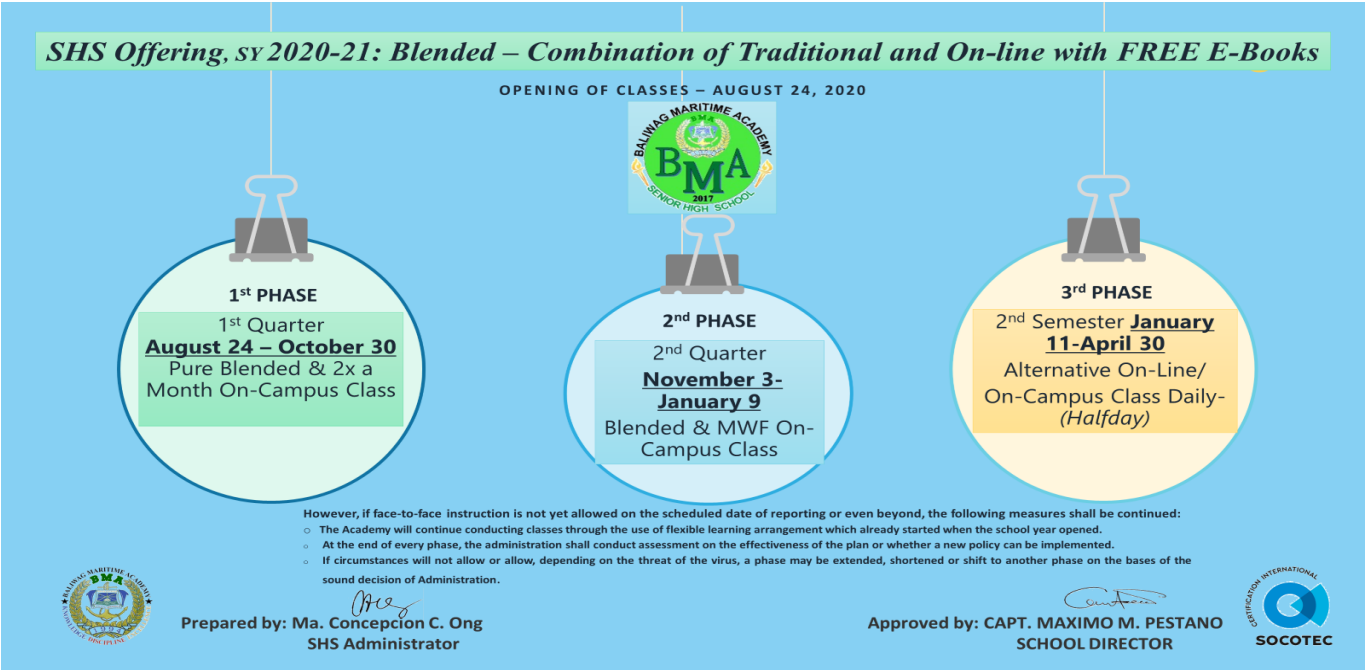 SHS Offering, SY 2020-21: Blended – Combination of Traditional and On-line with FREE E-Books
OPENING OF CLASSES – AUGUST 24, 2020
BALIWAG MARITIME ACADEMY
BMA
BMA
2017
SENIOR HIGH SCHOOL
1st PHASE
1st Quarter
August 24 – October 30
Pure Blended & 2x a
Month On-Campus Class
2nd PHASE
2nd Quarter
November 3-
January 9
Blended & MWF On-
Campus Class
3rd PHASE
2nd Semester January
11-April 30
Alternative On-Line/
On-Campus Class Daily-
(Halfday)
However, if face-to-face instruction is not yet allowed on the scheduled date of reporting or even beyond, the following measures shall be continued:
o The Academy will continue conducting classes through the use of flexible learning arrangement which already started when the school year opened.
o At the end of every phase, the administration shall conduct assessment on the effectiveness of the plan or whether a new policy can be implemented.
o If circumstances will not allow or allow, depending on the threat of the virus, a phase may be extended, shortened or shift to another phase on the bases of the
sound decision of Administration.
BALIWAG MARITIME ACADEMY
BMA
KNOWLEDGE DISCIPLINE
Prepared by: Ma. Concepcion C. Ong
SHS Administrator
Approved by: CAPT. MAXIMO M. PESTANO
SCHOOL DIRECTOR
CERTIFICATION INTERNATIONAL
SOCOTEC